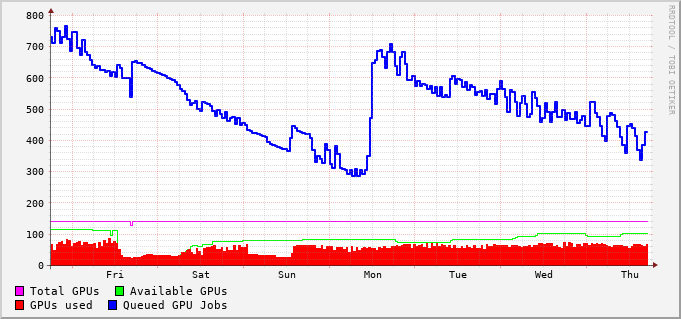 800
700
600
500
400
300
200
100
0
Fri Sat Sun Mon Tue Wed Thu
Total GPUs Available GPUs
GPUs used Queued GPU Jobs
RRDTOOL / TOBI OETIKER